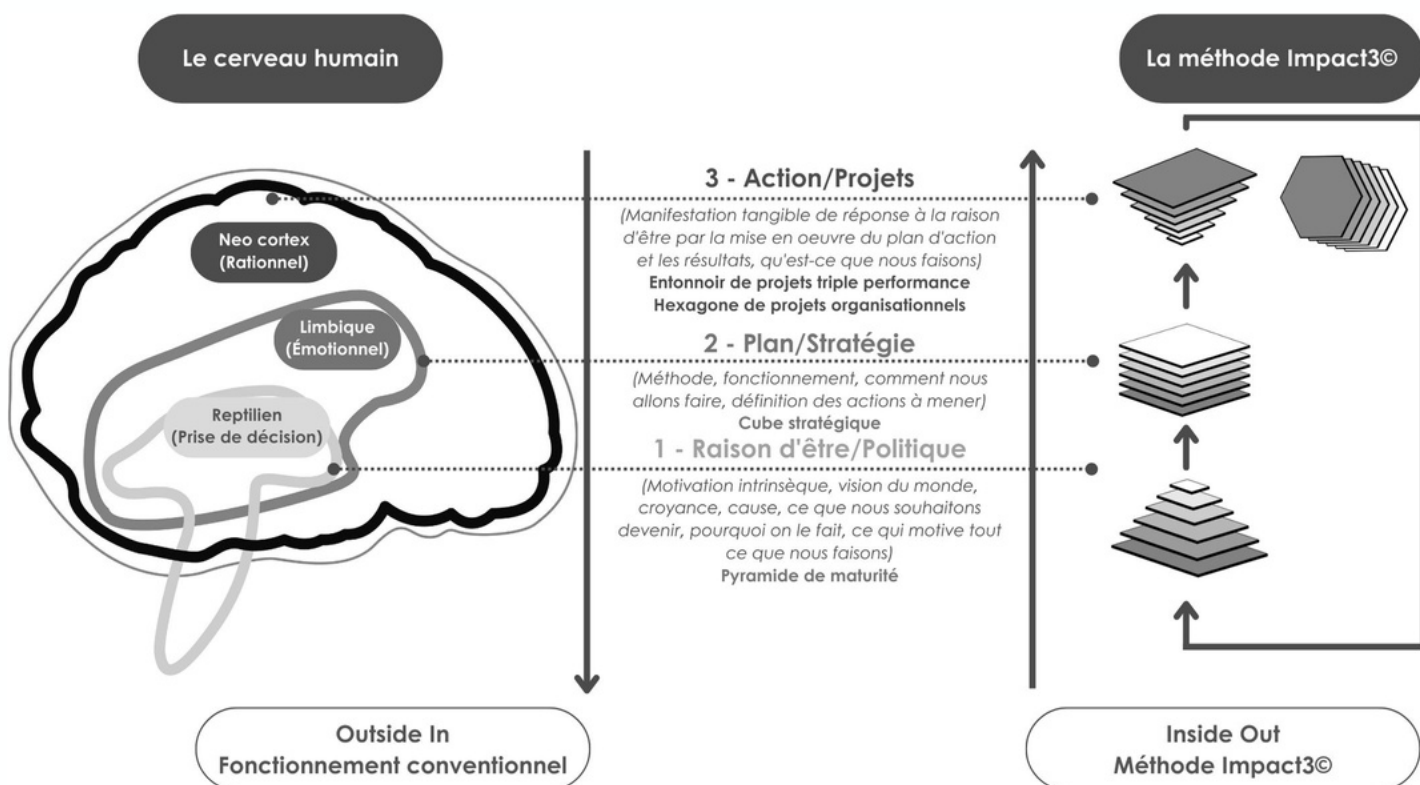 Le cerveau humain
La méthode Impact3©
Neo cortex
(Rationnel)
Limbique
(Émotionnel)
Reptilien
(Prise de décision)
3 - Action/Projets
(Manifestation tangible de réponse à la raison
d'être par la mise en oeuvre du plan d'action
et les résultats, qu'est-ce que nous faisons)
Entonnoir de projets triple performance
Hexagone de projets organisationnels
2 - Plan/Stratégie
(Méthode, fonctionnement, comment nous
allons faire, définition des actions à mener)
Cube stratégique
1 - Raison d'être/Politique
(Motivation intrinsèque, vision du monde,
croyance, cause, ce que nous souhaitons
devenir, pourquoi on le fait, ce qui motive tout
ce que nous faisons)
Pyramide de maturité
Outside In
Fonctionnement conventionnel
Inside Out
Méthode Impact3©